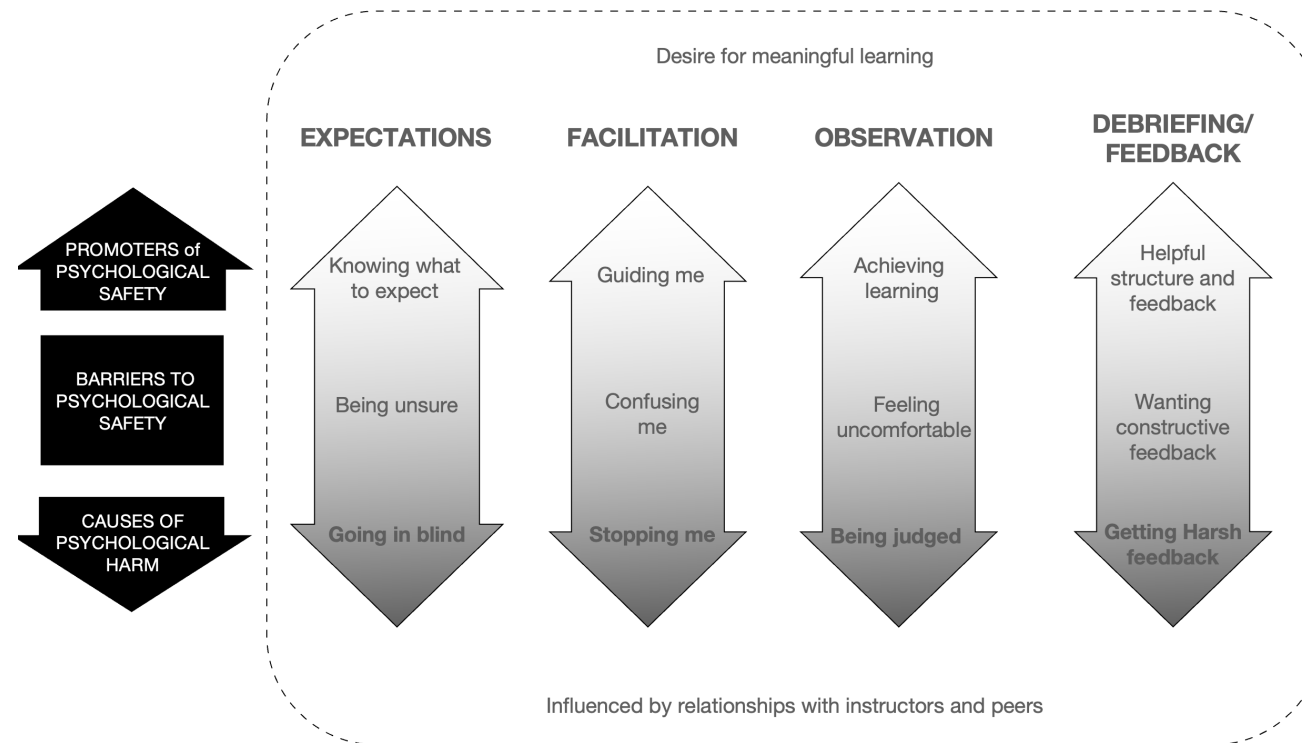 Desire for meaningful learning
EXPECTATIONS
FACILITATION
OBSERVATION
DEBRIEFING/
FEEDBACK
PROMOTERS of
PSYCHOLOGICAL
SAFETY
Knowing what
to expect
Guiding me
Achieving
learning
Helpful
structure and
feedback
BARRIERS TO
PSYCHOLOGICAL
SAFETY
Being unsure
Confusing
me
Feeling
uncomfortable
Wanting
constructive
feedback
CAUSES OF
PSYCHOLOGICAL
HARM
Going in blind
Stopping me
Being judged
Getting Harsh
feedback
Influenced by relationships with instructors and peers